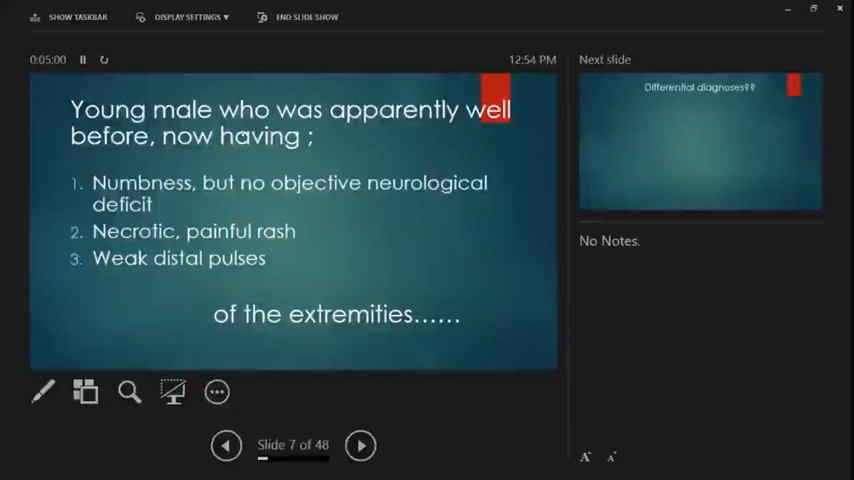 SHOW TASKBAR
DISPLAY SETTINGS ▾
END SLIDE SHOW
0:05:00
12:54 PM
Next slide
Young male who was apparently well
before, now having ;
1. Numbness, but no objective neurological
deficit
2. Necrotic, painful rash
3. Weak distal pulses
of the extremities......
Differential diagnoses??
No Notes.
Slide 7 of 48
A A